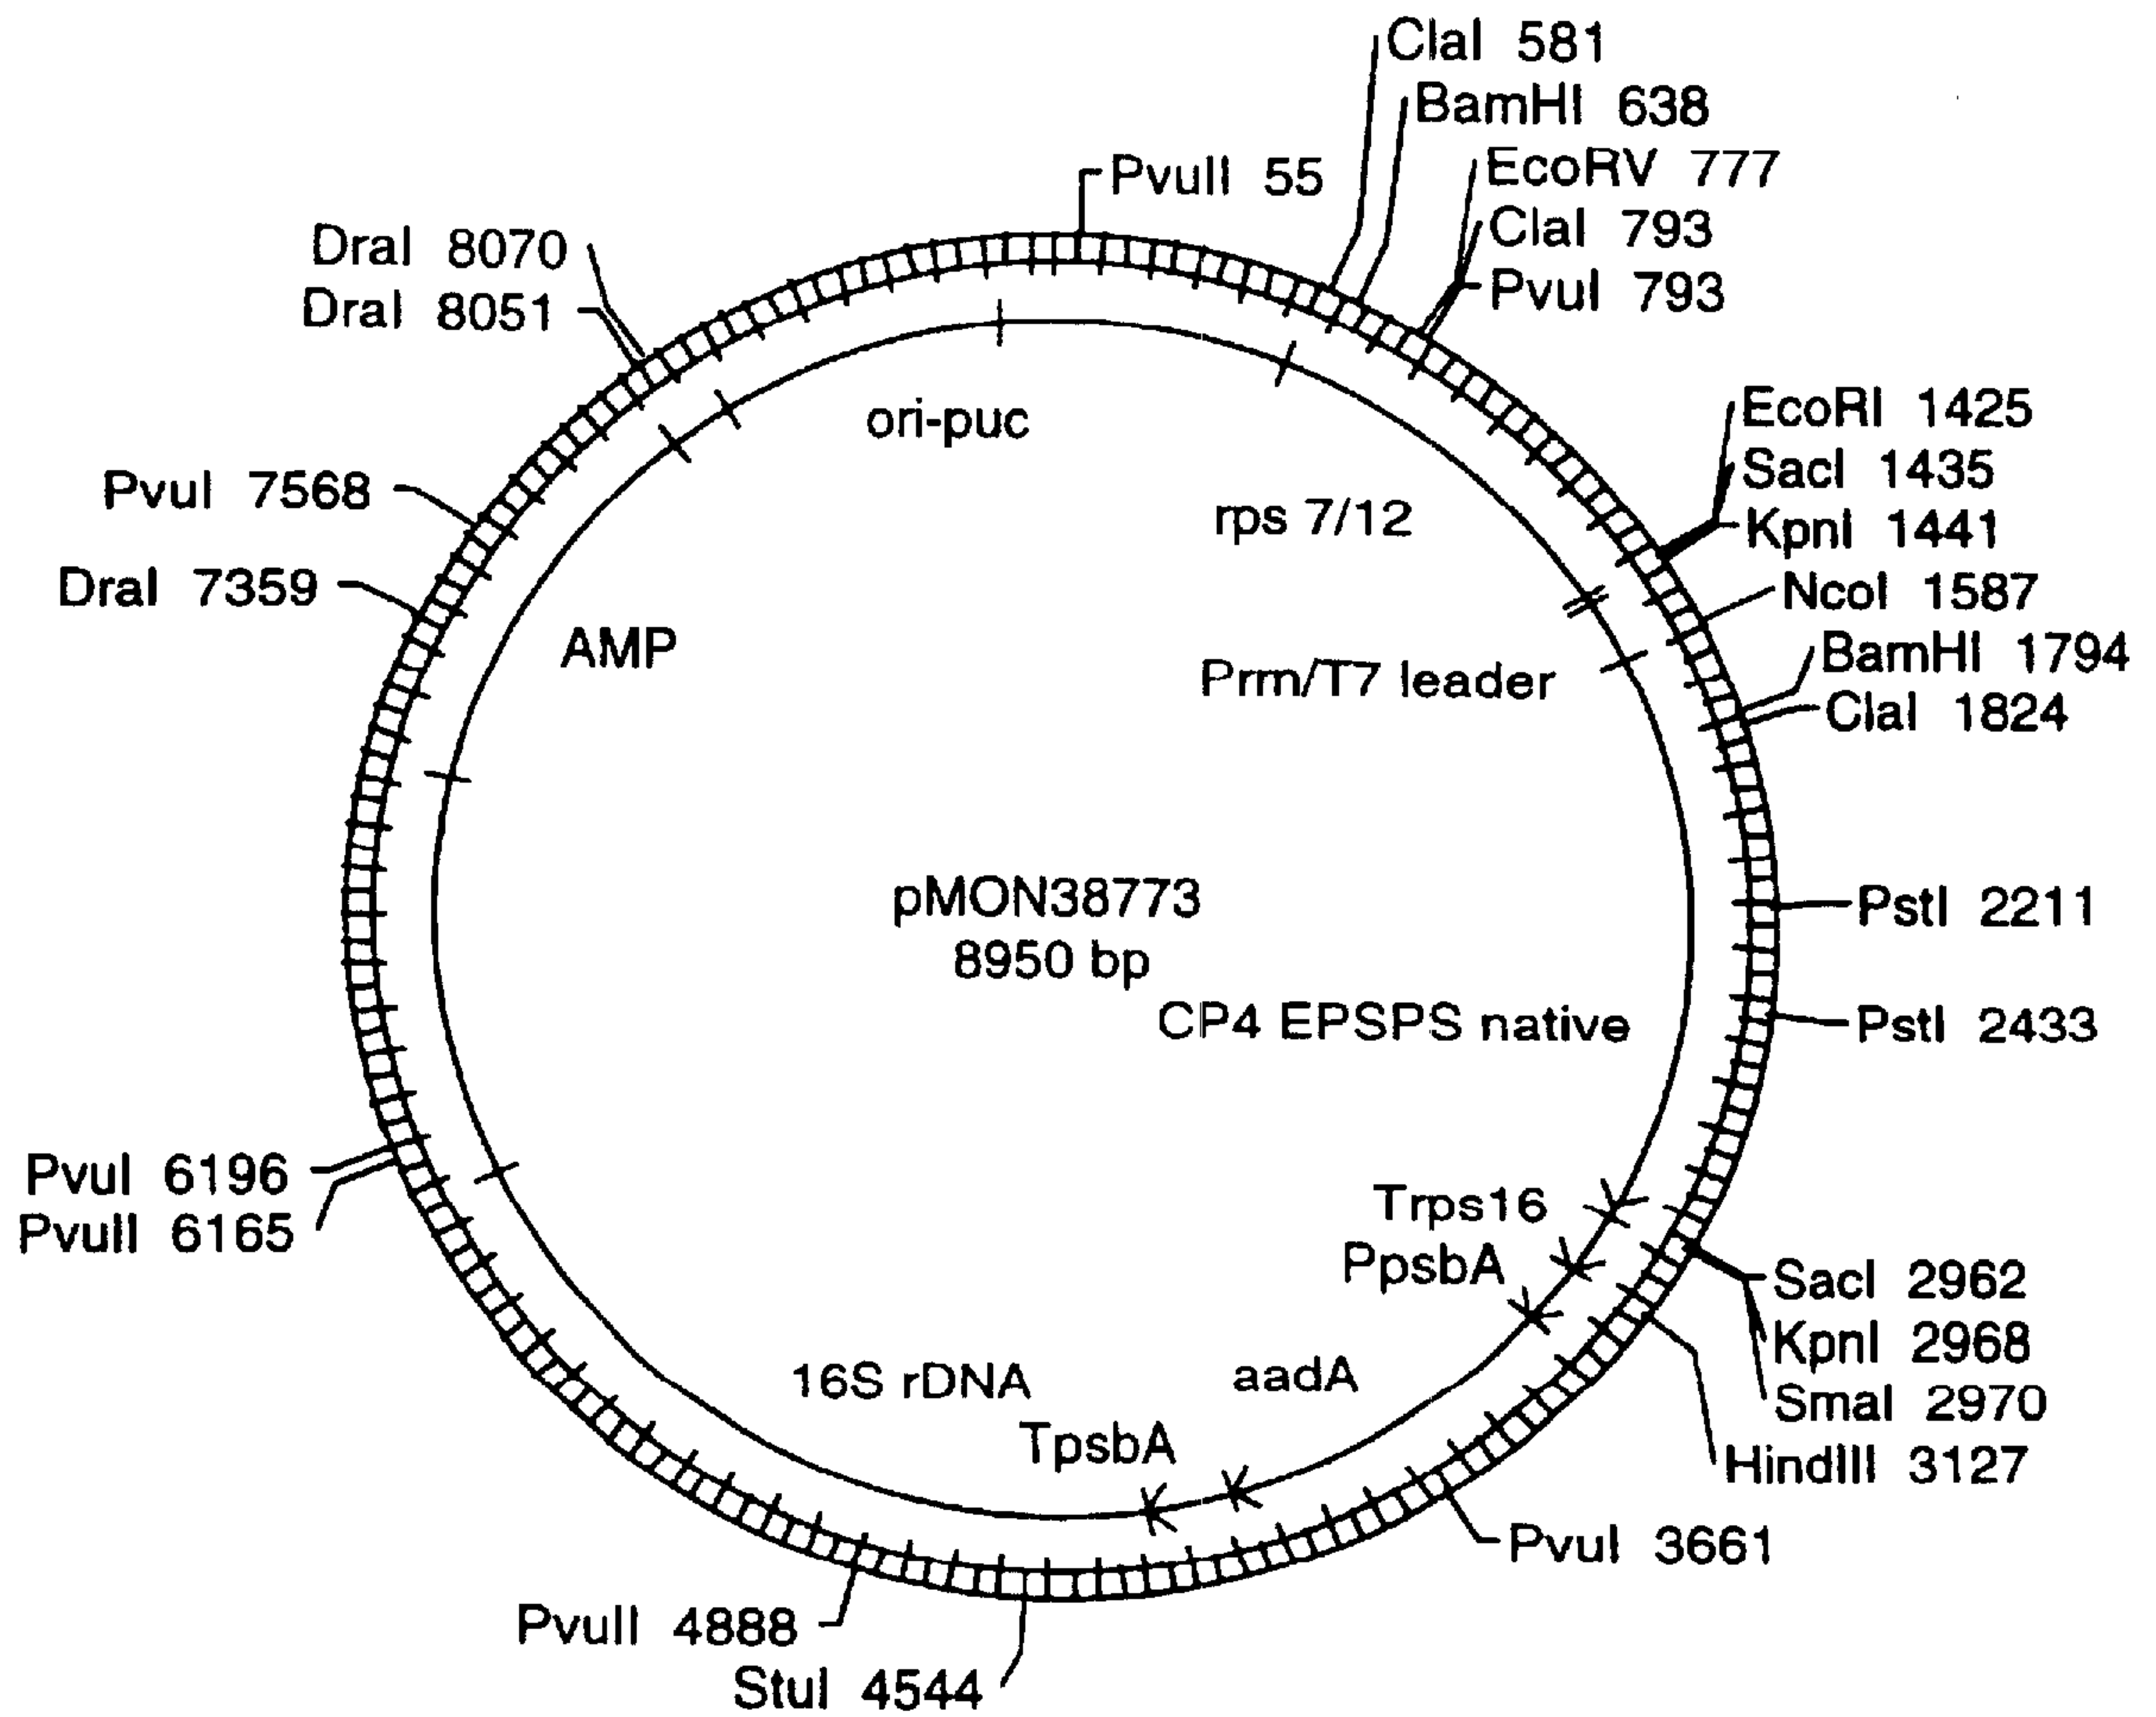 ClaI 581
BamHI 638
EcoRV 777
ClaI 793
PvuI 793
PvuII 55
DraI 8070
DraI 8051
EcoRI 1425
SacI 1435
KpnI 1441
NcoI 1587
BamHI 1794
ClaI 1824
PvuI 7568
DraI 7359
ori-puc
rps 7/12
AMP
Prm/T7 leader
pMON38773
8950 bp
CP4 EPSPS native
PstI 2211
PstI 2433
Trps16
PpsbA
PvuI 6196
PvuII 6165
SacI 2962
KpnI 2968
SmaI 2970
HindIII 3127
16S rDNA
aadA
TpsbA
PvuI 3661
PvuII 4888
StuI 4544